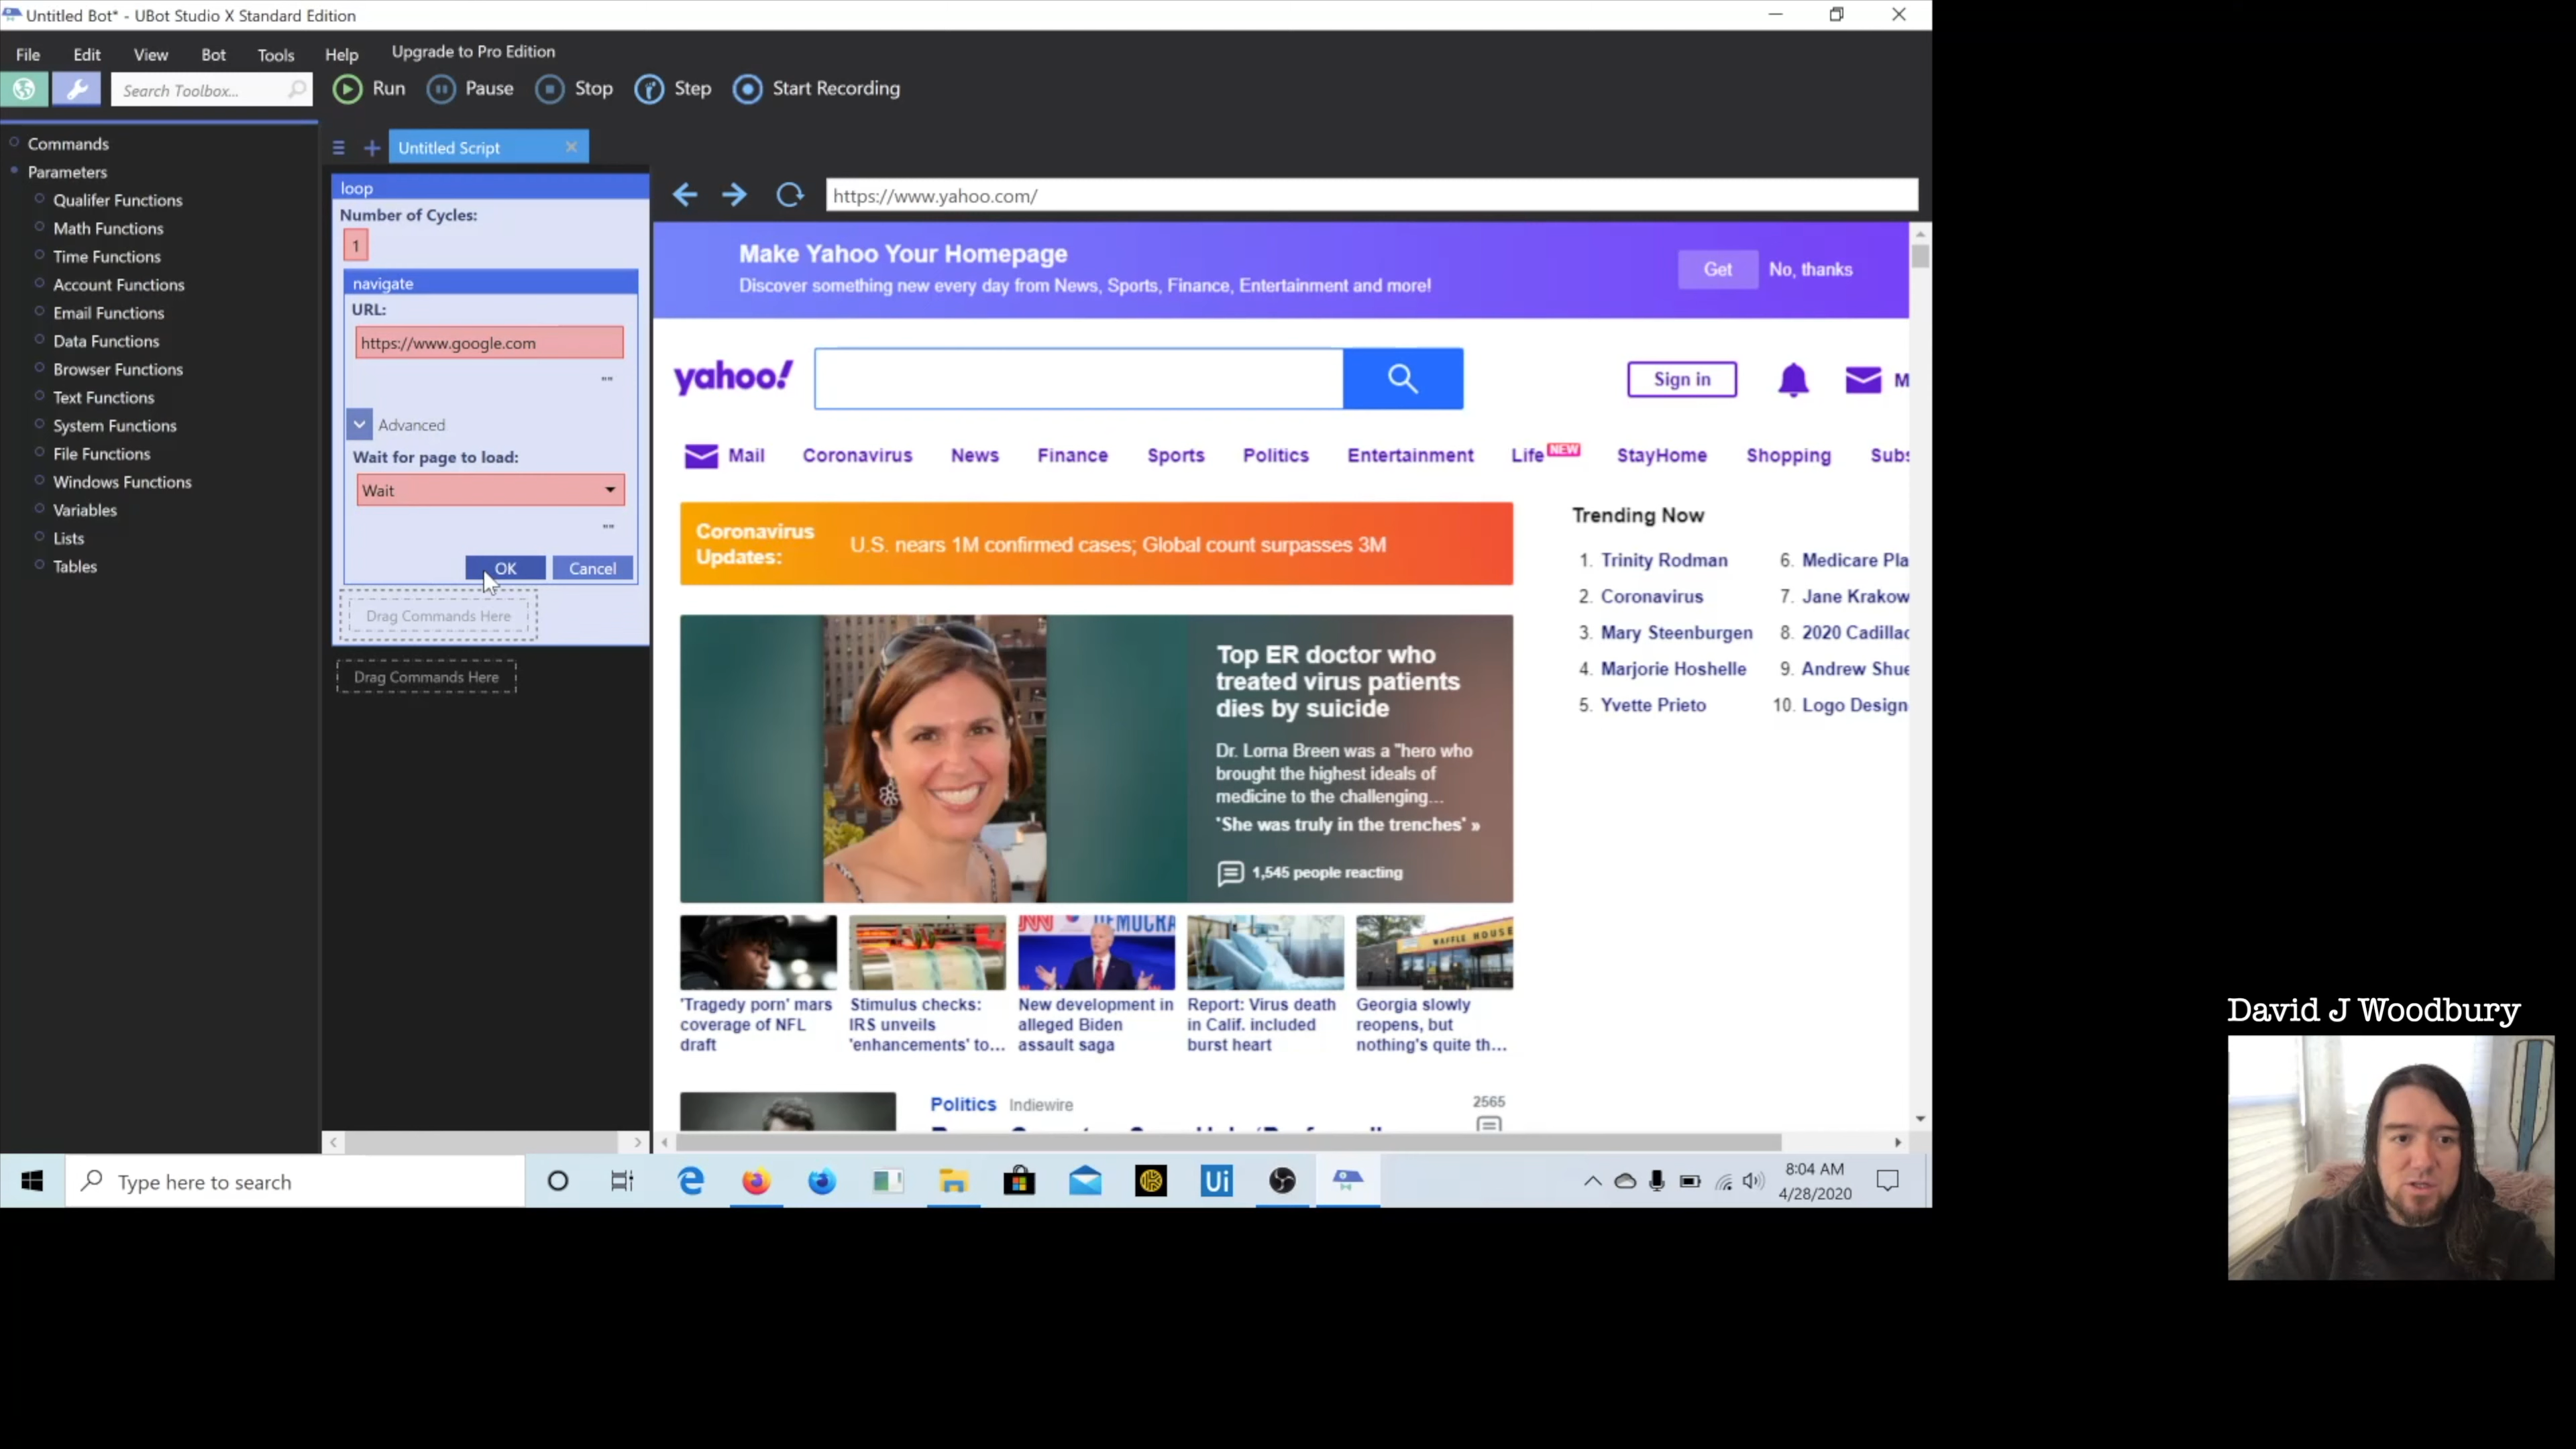 Untitled Bot* - UBot Studio X Standard Edition
File Edit View Bot Tools Help Upgrade to Pro Edition
Search Toolbox... Run Pause Stop Step Start Recording
Commands
Parameters
Qualifer Functions
Math Functions
Time Functions
Account Functions
Email Functions
Data Functions
Browser Functions
Text Functions
System Functions
File Functions
Windows Functions
Variables
Lists
Tables
Untitled Script
loop
Number of Cycles:
1
navigate
URL:
https://www.google.com
""
Advanced
Wait for page to load:
Wait
""
OK Cancel
Drag Commands Here
Drag Commands Here
https://www.yahoo.com/
Make Yahoo Your Homepage
Discover something new every day from News, Sports, Finance, Entertainment and more!
Get No, thanks
yahoo!
Sign in
M
Mail Coronavirus News Finance Sports Politics Entertainment Life NEW StayHome Shopping Subs
Coronavirus
Updates:
U.S. nears 1M confirmed cases; Global count surpasses 3M
Top ER doctor who
treated virus patients
dies by suicide
Dr. Lorna Breen was a "hero who
brought the highest ideals of
medicine to the challenging...
'She was truly in the trenches' »
1,545 people reacting
Trending Now
1. Trinity Rodman
2. Coronavirus
3. Mary Steenburgen
4. Marjorie Hoshelle
5. Yvette Prieto
6. Medicare Pla
7. Jane Krakow
8. 2020 Cadillac
9. Andrew Shue
10. Logo Design
DEMOCRA
WAFFLE HOUSE
'Tragedy porn' mars
coverage of NFL
draft
Stimulus checks:
IRS unveils
'enhancements' to...
New development in
alleged Biden
assault saga
Report: Virus death
in Calif. included
burst heart
Georgia slowly
reopens, but
nothing's quite th...
Politics Indiewire
2565
Type here to search
Ui
8:04 AM
4/28/2020
David J Woodbury